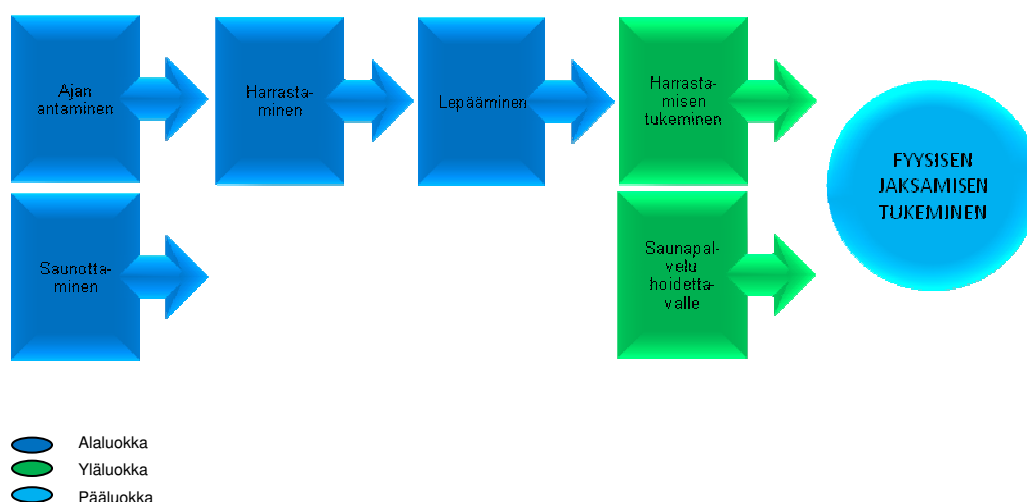 Ajan
antaminen
Harrasta-
minen
Lepääminen
Harrasta-
misen
tukeminen
FYYSISEN
JAKSAMISEN
TUKEMINEN
Saunotta-
minen
Saunapal-
velu
hoidetta-
valle
Alaluokka
Yläluokka
Pääluokka